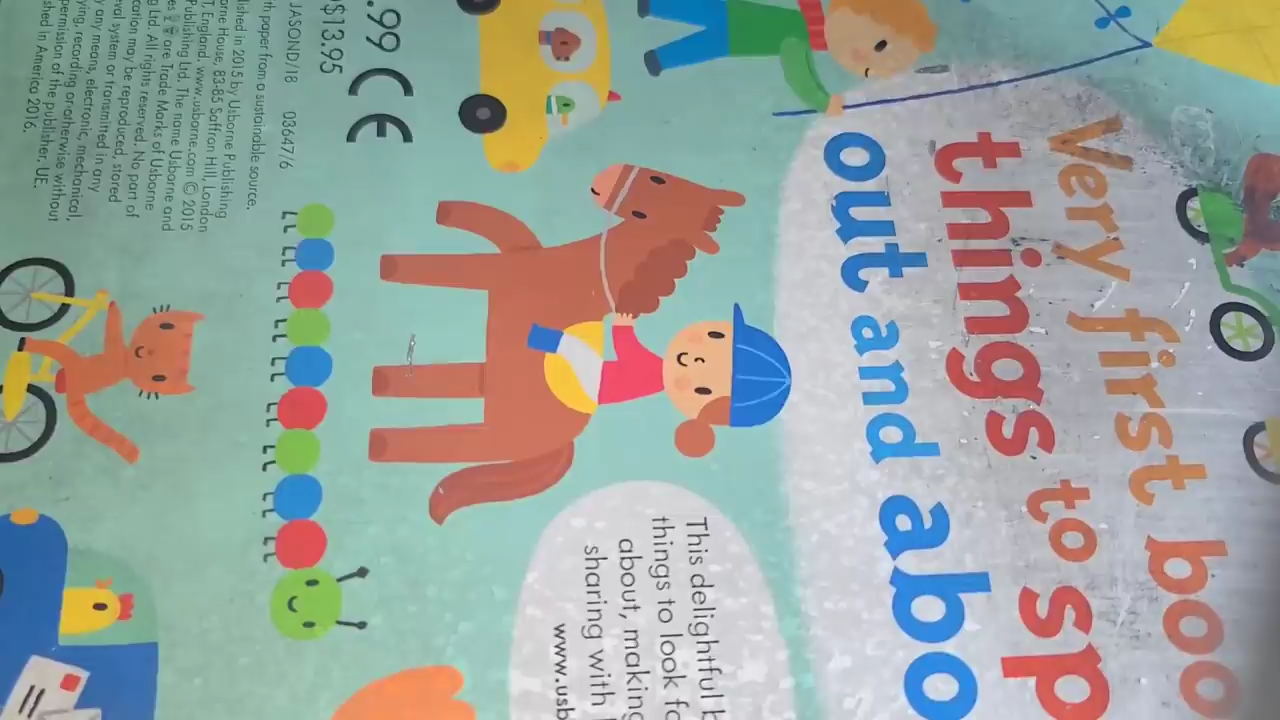 Very first boo
things to sp
out and abo
This delightful b
things to look fo
about, making
sharing with
www.usb
.99 CE
$13.95
JASOND/18 03647/6
th paper from a sustainable source.
lished in 2015 by Usborne Publishing
orne House, 83-85 Saffron Hill, London
T, England. www.usborne.com © 2015
Publishing Ltd. The name Usborne and
es are Trade Marks of Usborne
g Ltd. All rights reserved. No part of
cation may be reproduced, stored
eval system or transmitted in any
any means, electronic, mechanical,
ying, recording or otherwise without
permission of the publisher. UE.
shed in America 2016.